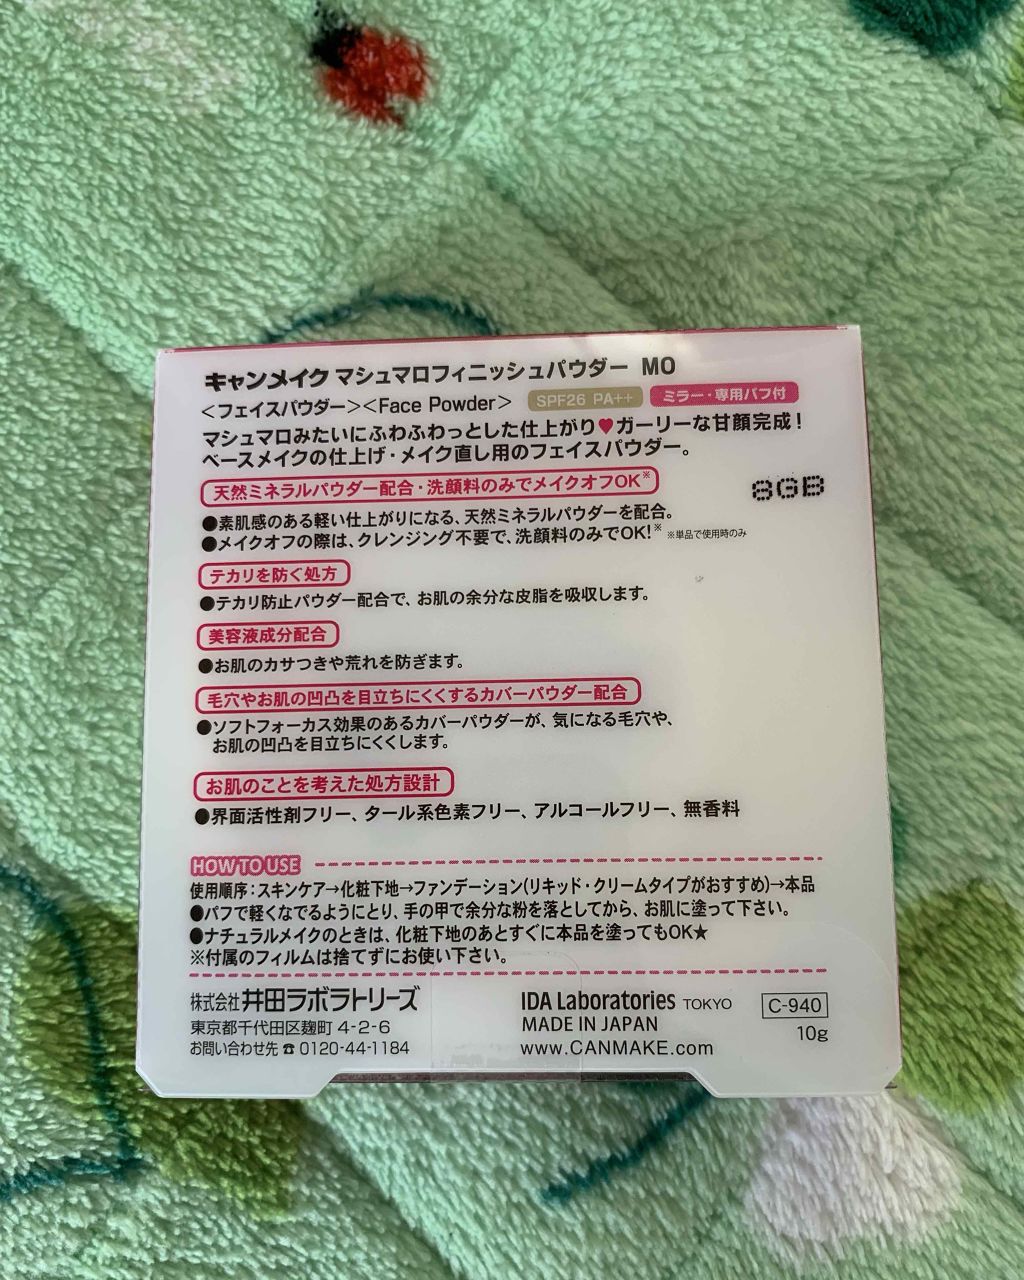 キャンメイク マシュマロフィニッシュパウダー MO
<フェイスパウダー><Face Powder> SPF26 PA++ ミラー・専用パフ付
マシュマロみたいにふわふわっとした仕上がり♥ガーリーな甘顔完成！
ベースメイクの仕上げ・メイク直し用のフェイスパウダー。
天然ミネラルパウダー配合・洗顔料のみでメイクオフOK※
8GB
●素肌感のある軽い仕上がりになる、天然ミネラルパウダーを配合。
●メイクオフの際は、クレンジング不要で、洗顔料のみでOK!※ ※単品で使用時のみ
テカリを防ぐ処方
●テカリ防止パウダー配合で、お肌の余分な皮脂を吸収します。
美容液成分配合
●お肌のカサつきや荒れを防ぎます。
毛穴やお肌の凹凸を目立ちにくくするカバーパウダー配合
●ソフトフォーカス効果のあるカバーパウダーが、気になる毛穴や、
お肌の凹凸を目立ちにくくします。
お肌のことを考えた処方設計
●界面活性剤フリー、タール系色素フリー、アルコールフリー、無香料
HOW TO USE
使用順序：スキンケア→化粧下地→ファンデーション(リキッド・クリームタイプがおすすめ)→本品
●パフで軽くなでるようにとり、手の甲で余分な粉を落としてから、お肌に塗って下さい。
●ナチュラルメイクのときは、化粧下地のあとすぐに本品を塗ってもOK★
※付属のフィルムは捨てずにお使い下さい。
株式会社 井田ラボラトリーズ
東京都千代田区麹町 4-2-6
お問い合わせ先 ☎ 0120-44-1184
IDA Laboratories TOKYO
MADE IN JAPAN
www.CANMAKE.com
C-940
10g